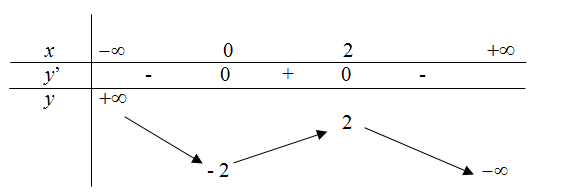 x −∞ 0 2 +∞
y' - 0 + 0 -
y +∞
2
- 2 −∞